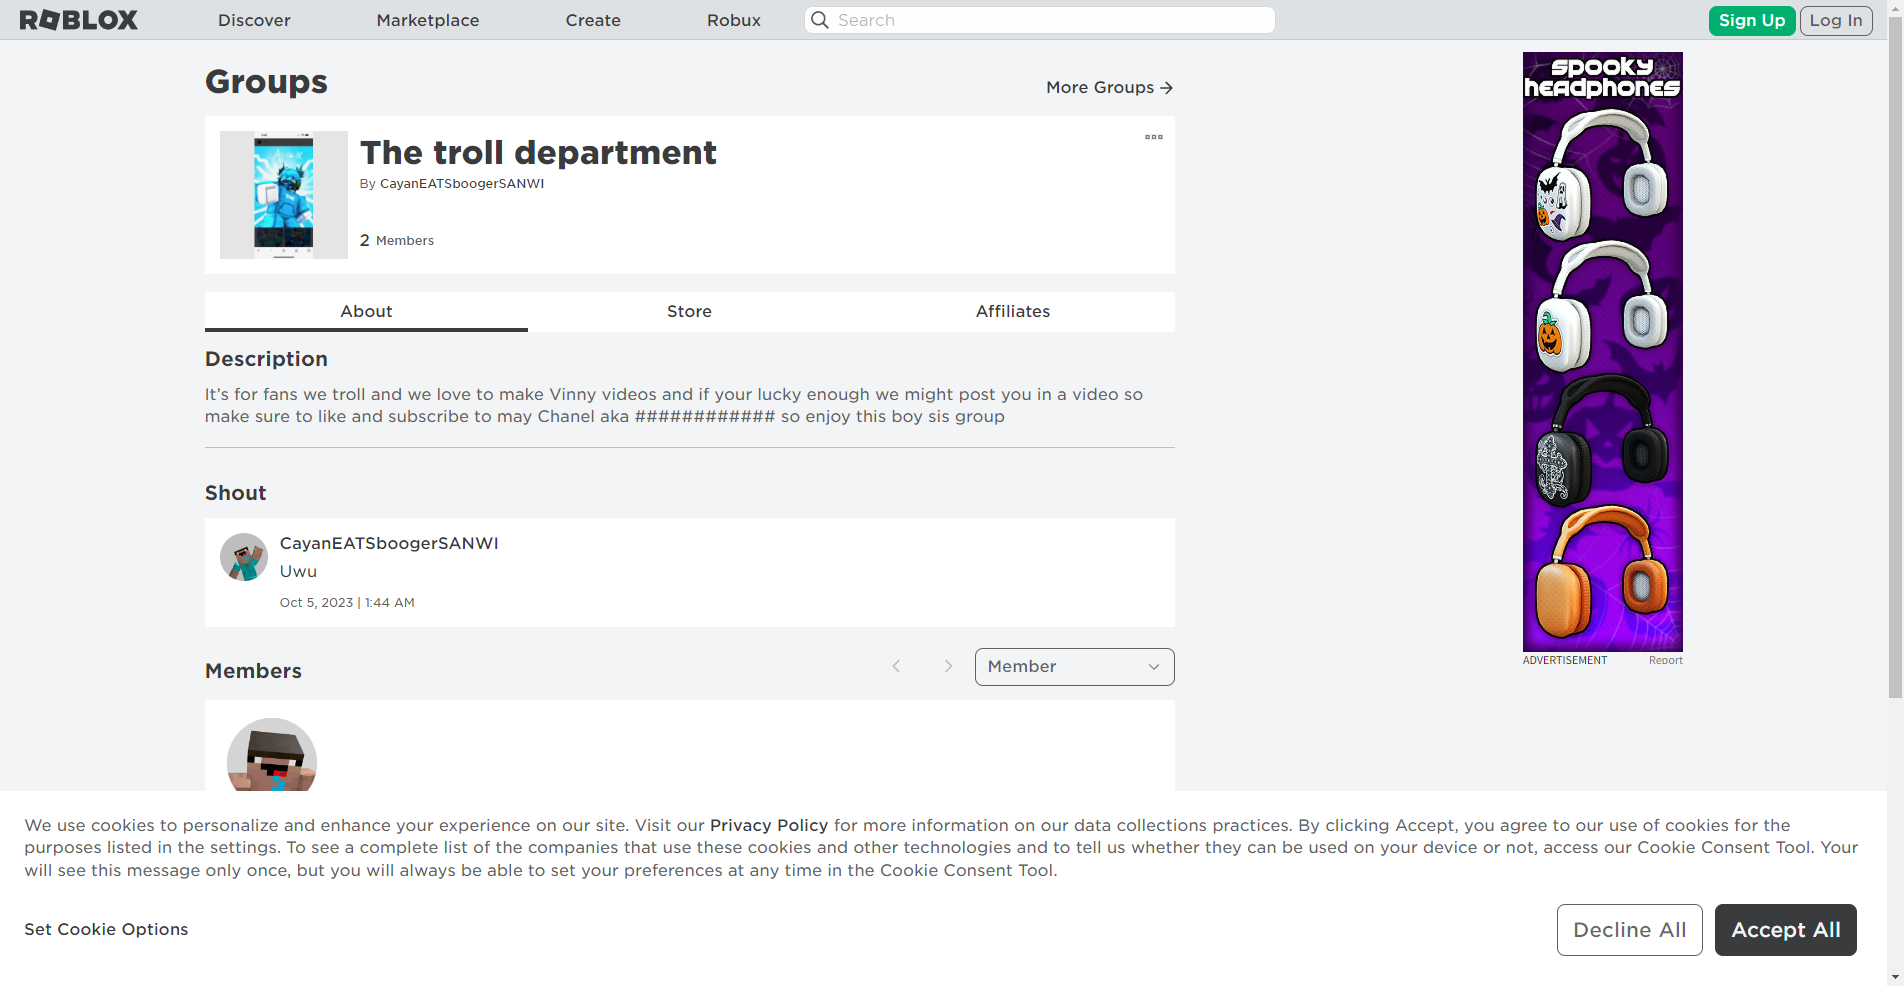 ROBLOX
Discover
Marketplace
Create
Robux
Search
Sign Up
Log In
Groups
More Groups
The troll department
By CayanEATSboogerSANWI
2 Members
About
Store
Affiliates
Description
It’s for fans we troll and we love to make Vinny videos and if your lucky enough we might post you in a video so
make sure to like and subscribe to may Chanel aka ############ so enjoy this boy sis group
Shout
CayanEATSboogerSANWI
Uwu
Oct 5, 2023 | 1:44 AM
Members
Member
SPOOKY
HEADPHONES
ADVERTISEMENT
Report
We use cookies to personalize and enhance your experience on our site. Visit our Privacy Policy for more information on our data collections practices. By clicking Accept, you agree to our use of cookies for the
purposes listed in the settings. To see a complete list of the companies that use these cookies and other technologies and to tell us whether they can be used on your device or not, access our Cookie Consent Tool. Your
will see this message only once, but you will always be able to set your preferences at any time in the Cookie Consent Tool.
Set Cookie Options
Decline All
Accept All